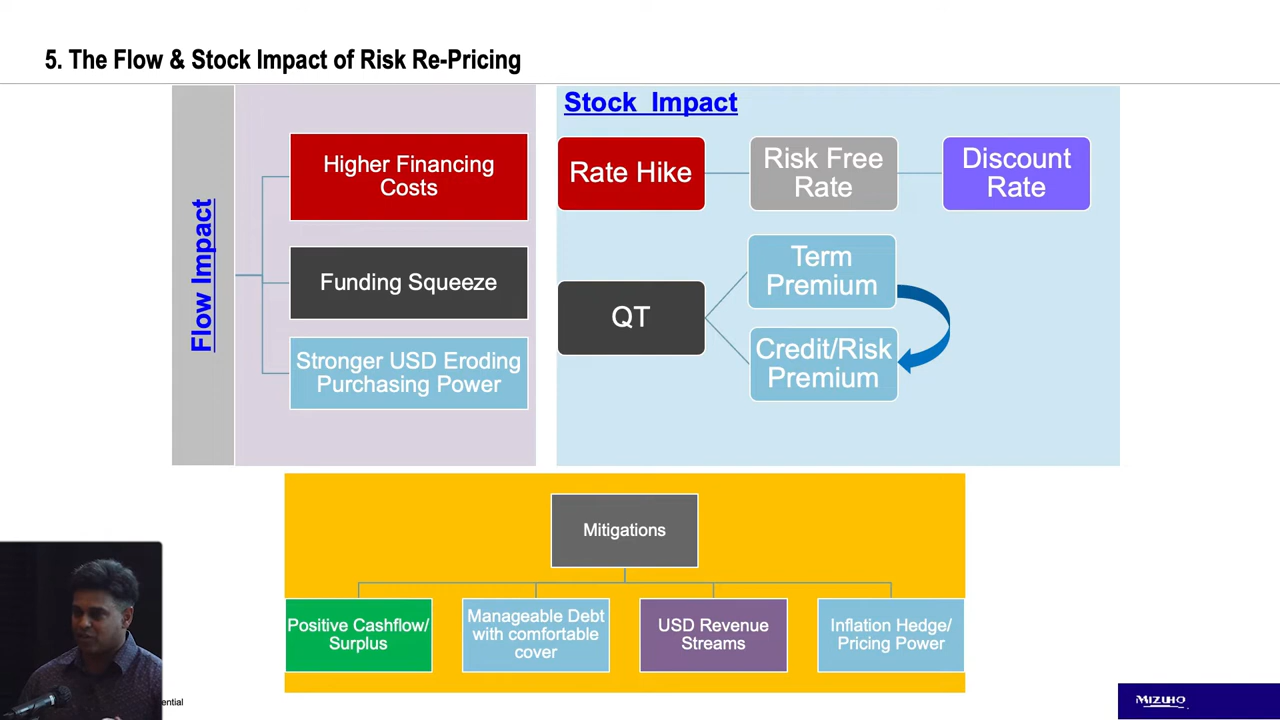 5. The Flow & Stock Impact of Risk Re-Pricing
Flow Impact
Higher Financing
Costs
Funding Squeeze
Stronger USD Eroding
Purchasing Power
Stock Impact
Rate Hike
Risk Free
Rate
Discount
Rate
QT
Term
Premium
Credit/Risk
Premium
Mitigations
Positive Cashflow/
Surplus
Manageable Debt
with comfortable
cover
USD Revenue
Streams
Inflation Hedge/
Pricing Power
ential
MIZUHO